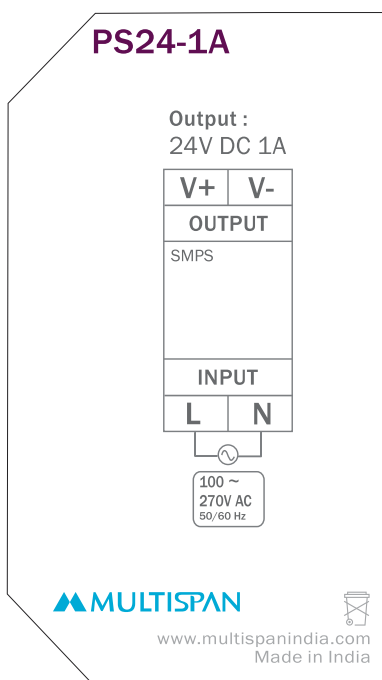 PS24-1A
Output :
24V DC 1A
V+ V-
OUTPUT
SMPS
INPUT
L N
100 ~
270V AC
50/60 Hz
MULTISPAN
www.multispanindia.com
Made in India